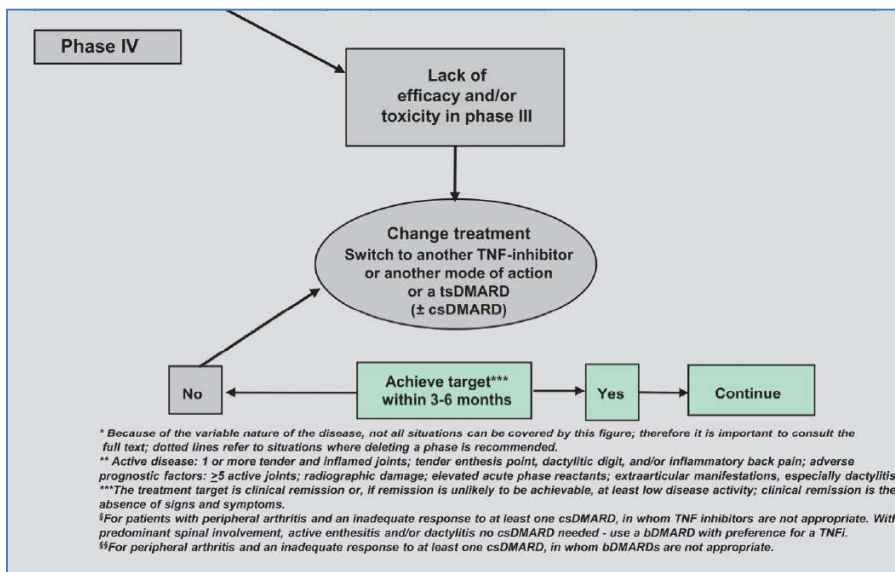 Phase IV
Lack of
efficacy and/or
toxicity in phase III
Change treatment
Switch to another TNF-inhibitor
or another mode of action
or a tsDMARD
(± csDMARD)
No
Achieve target***
within 3-6 months
Yes
Continue
* Because of the variable nature of the disease, not all situations can be covered by this figure; therefore it is important to consult the
full text; dotted lines refer to situations where deleting a phase is recommended.
** Active disease: 1 or more tender and inflamed joints; tender enthesis point, dactylitic digit, and/or inflammatory back pain; adverse
prognostic factors: ≥5 active joints; radiographic damage; elevated acute phase reactants; extraarticular manifestations, especially dactylitis
***The treatment target is clinical remission or, if remission is unlikely to be achievable, at least low disease activity; clinical remission is the
absence of signs and symptoms.
§For patients with peripheral arthritis and an inadequate response to at least one csDMARD, in whom TNF inhibitors are not appropriate. With
predominant spinal involvement, active enthesitis and/or dactylitis no csDMARD needed - use a bDMARD with preference for a TNFi.
§§For peripheral arthritis and an inadequate response to at least one csDMARD, in whom bDMARDs are not appropriate.